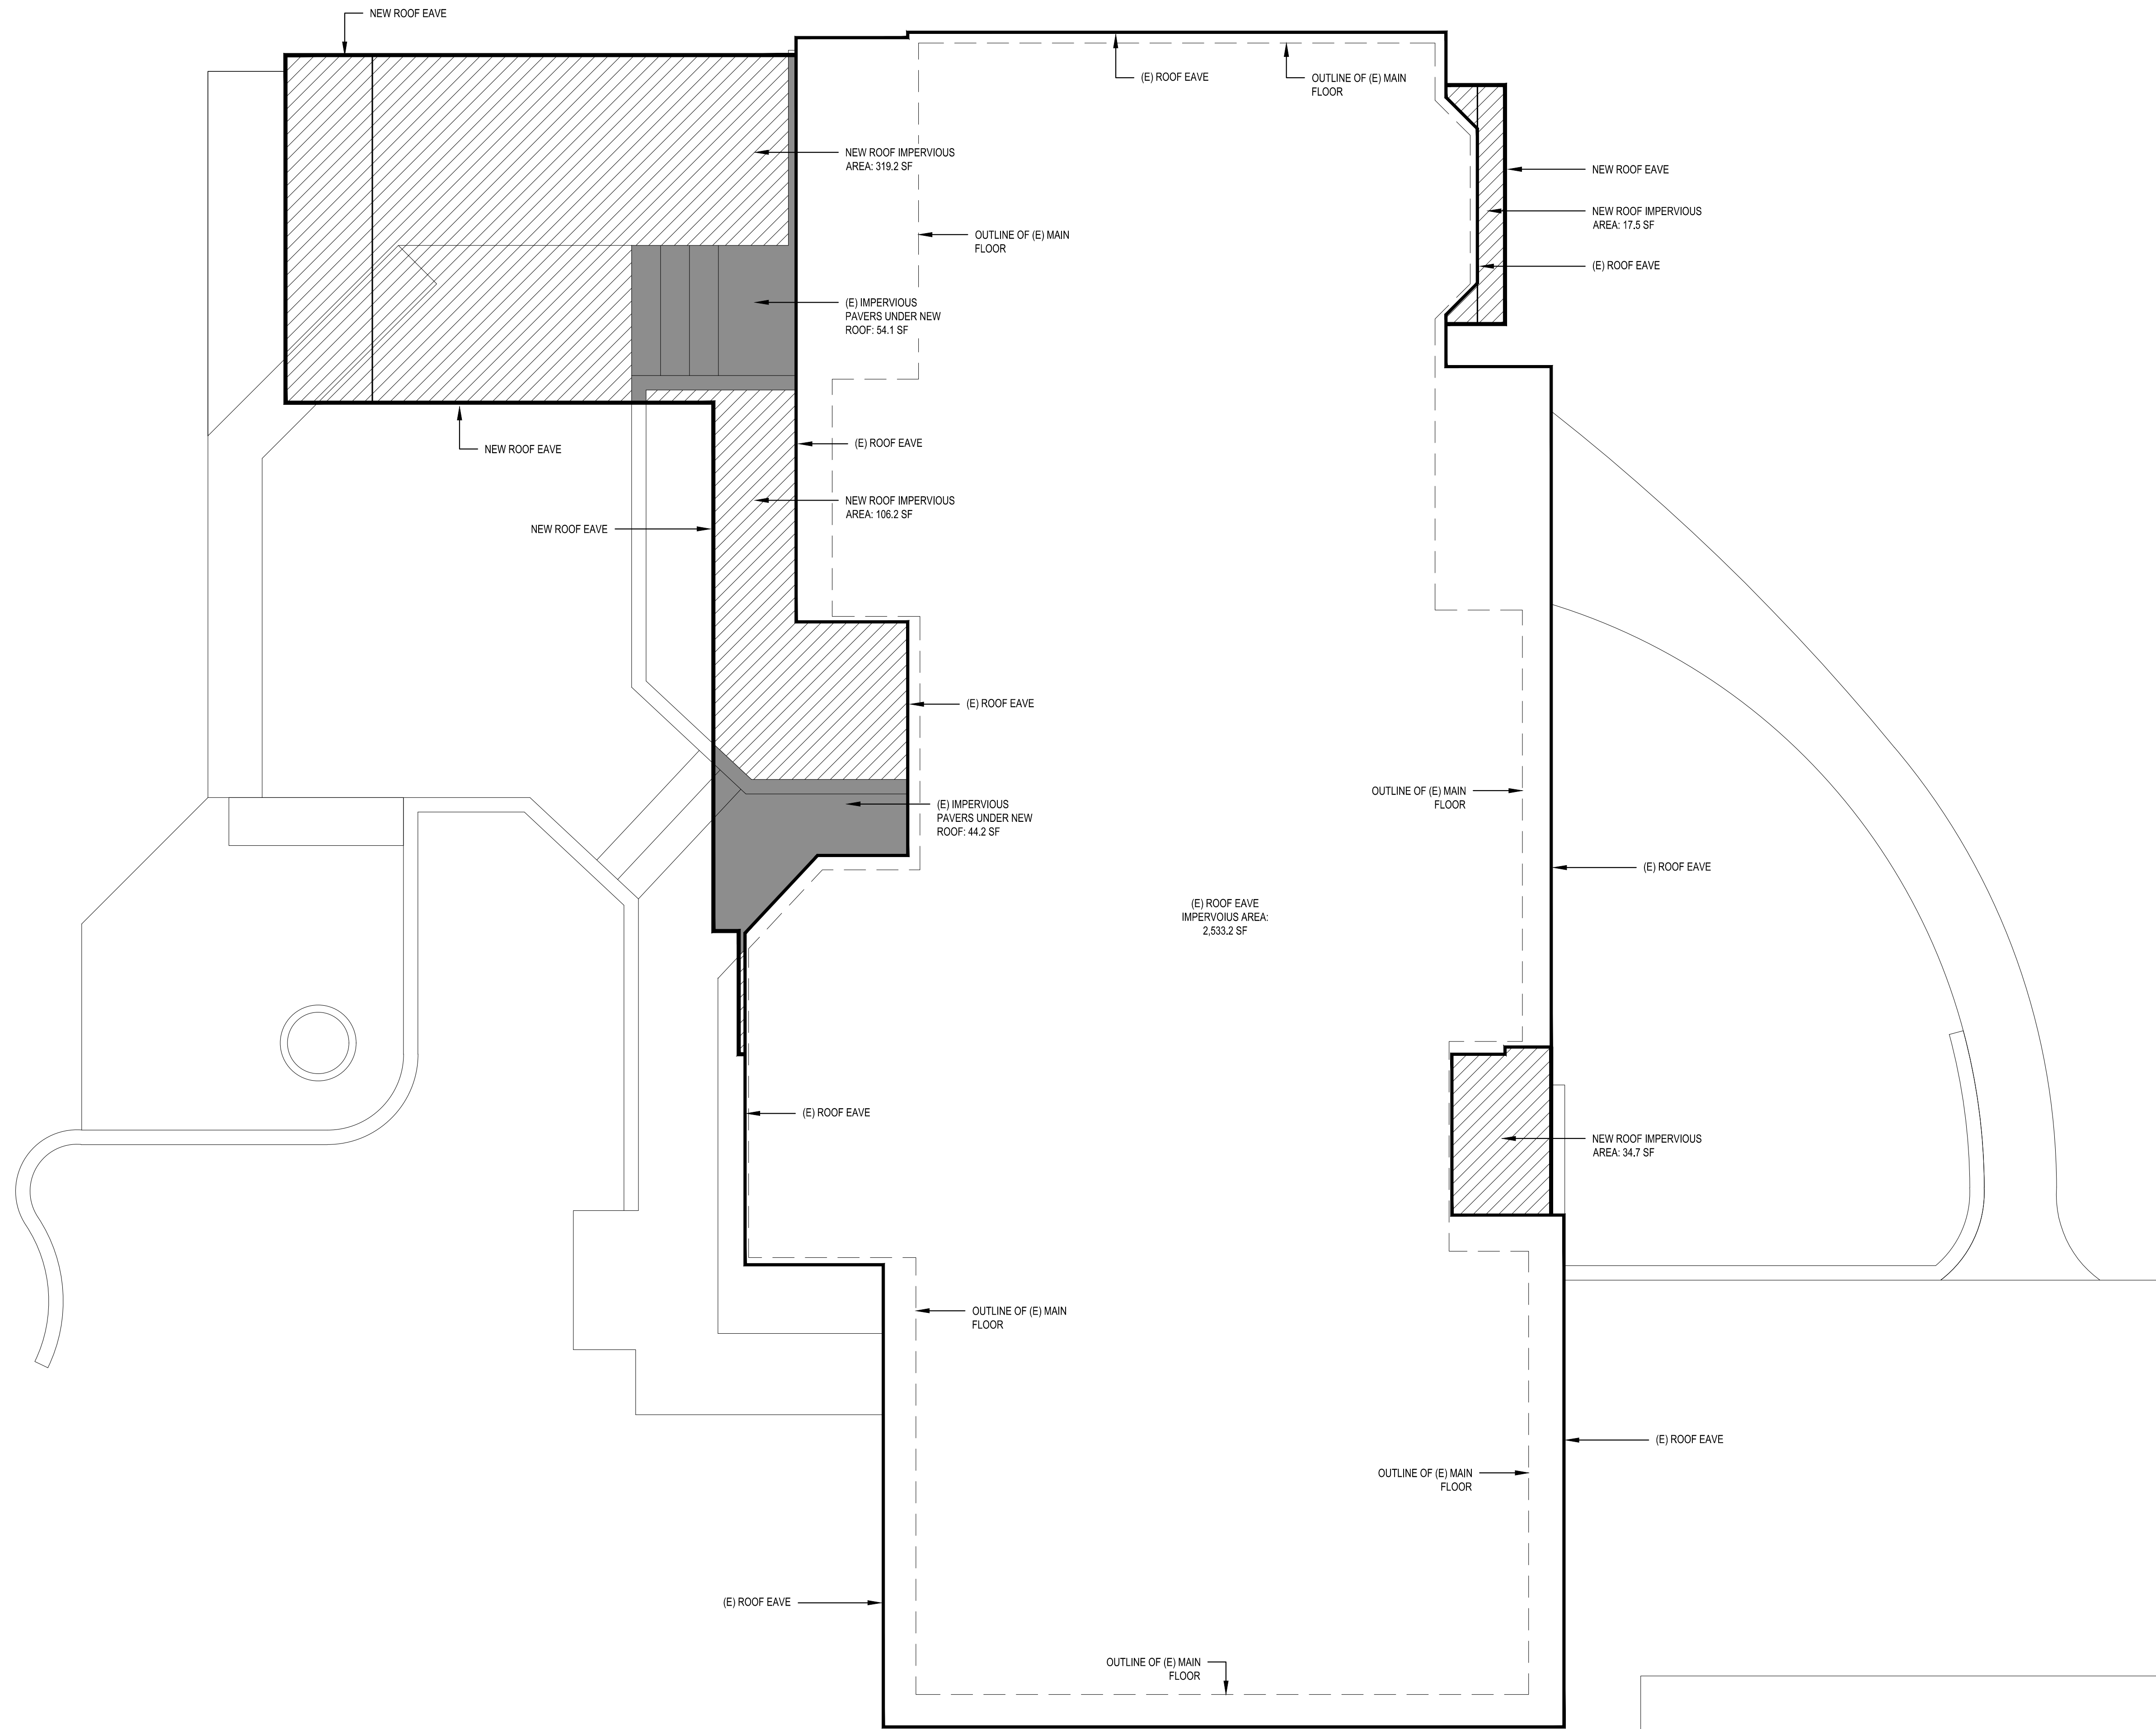 NEW ROOF EAVE
(E) ROOF EAVE
OUTLINE OF (E) MAIN
FLOOR
NEW ROOF IMPERVIOUS
AREA: 319.2 SF
NEW ROOF EAVE
NEW ROOF IMPERVIOUS
AREA: 17.5 SF
OUTLINE OF (E) MAIN
FLOOR
(E) ROOF EAVE
(E) IMPERVIOUS
PAVERS UNDER NEW
ROOF: 54.1 SF
(E) ROOF EAVE
NEW ROOF EAVE
NEW ROOF IMPERVIOUS
AREA: 106.2 SF
NEW ROOF EAVE
(E) ROOF EAVE
OUTLINE OF (E) MAIN
FLOOR
(E) IMPERVIOUS
PAVERS UNDER NEW
ROOF: 44.2 SF
(E) ROOF EAVE
(E) ROOF EAVE
IMPERVOIUS AREA:
2,533.2 SF
(E) ROOF EAVE
NEW ROOF IMPERVIOUS
AREA: 34.7 SF
OUTLINE OF (E) MAIN
FLOOR
(E) ROOF EAVE
OUTLINE OF (E) MAIN
FLOOR
(E) ROOF EAVE
OUTLINE OF (E) MAIN
FLOOR